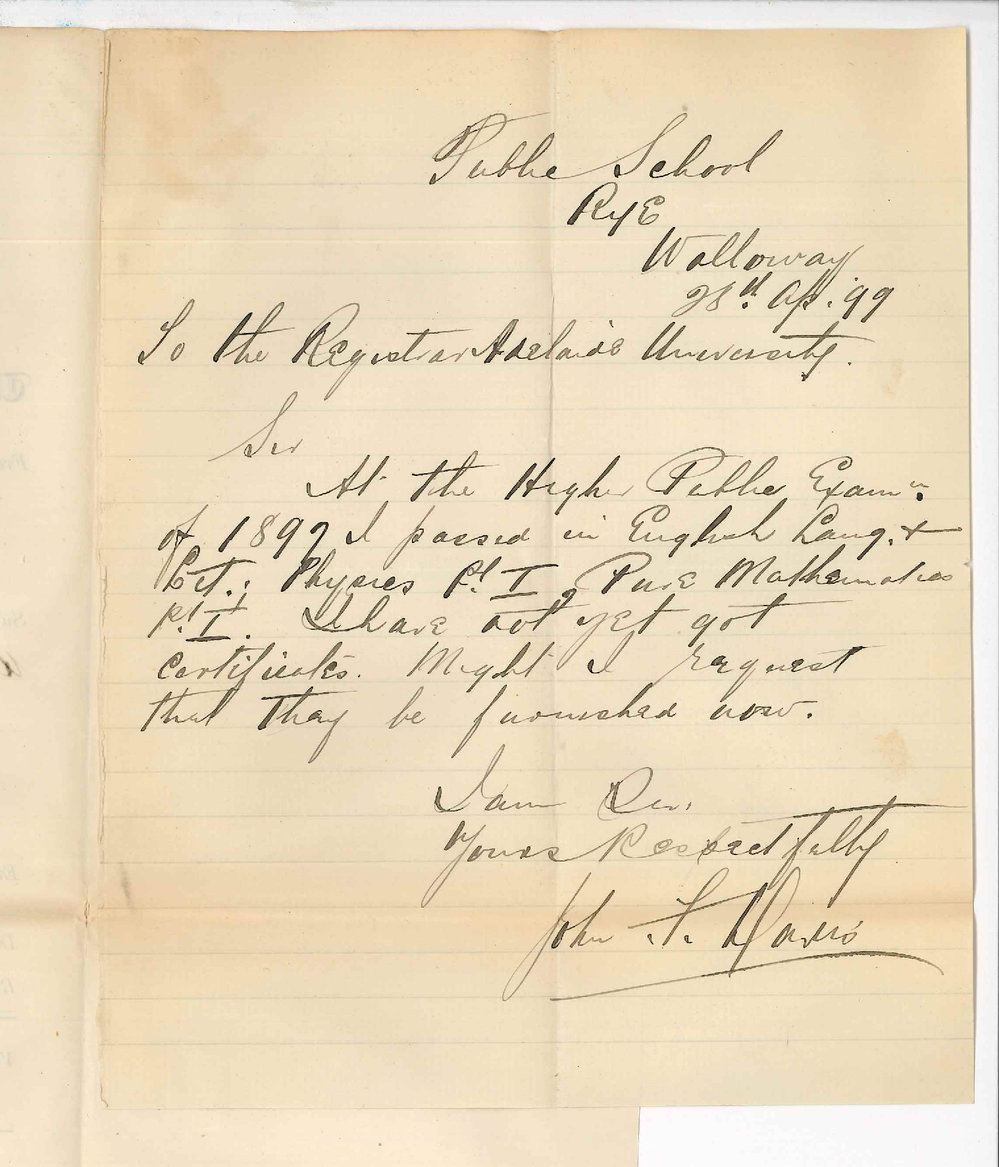 Public School
RyE
Walloway
28th Ap. '99
To the Registrar Adelaide University.
Sir
At the Higher Public Examn.
of 1897 I passed in English Lang. &
Lit.; Physics Pt I, Pure Mathematics
Pt I. I have not yet got
certificates. Might I request
that they be furnished now.
I am Sir.
Yours Respectfully
John F. Davis